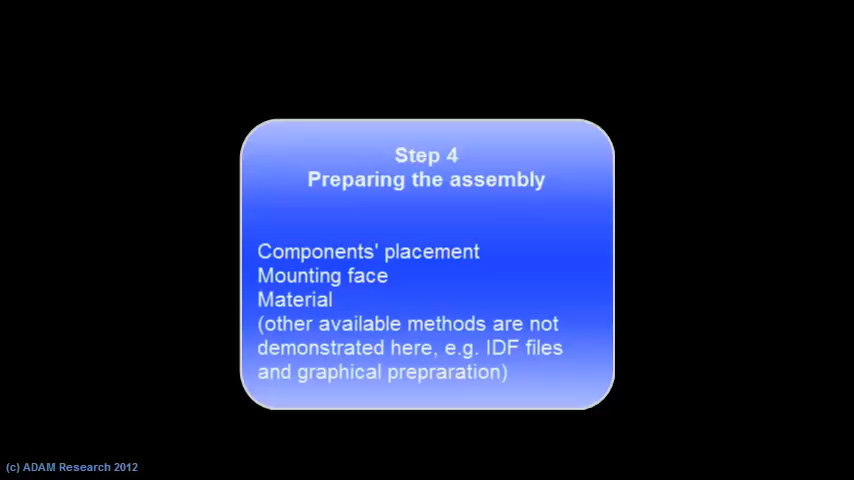 Step 4
Preparing the assembly
Components' placement
Mounting face
Material
(other available methods are not
demonstrated here, e.g. IDF files
and graphical prepraration)
(c) ADAM Research 2012